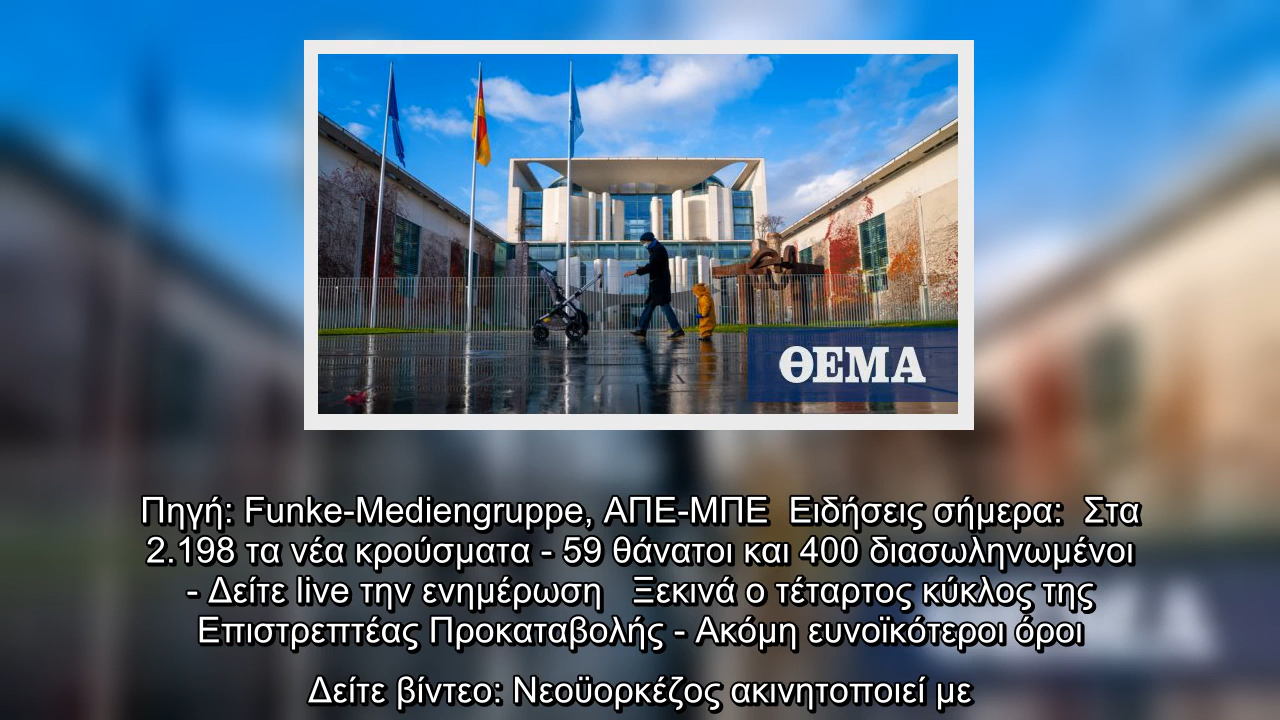 ΘΕΜΑ
Πηγή: Funke-Mediengruppe, ΑΠΕ-ΜΠΕ  Ειδήσεις σήμερα:  Στα
2.198 τα νέα κρούσματα - 59 θάνατοι και 400 διασωληνωμένοι
- Δείτε live την ενημέρωση   Ξεκινά ο τέταρτος κύκλος της
Επιστρεπτέας Προκαταβολής - Ακόμη ευνοϊκότεροι όροι
Δείτε βίντεο: Νεοϋορκέζος ακινητοποιεί με